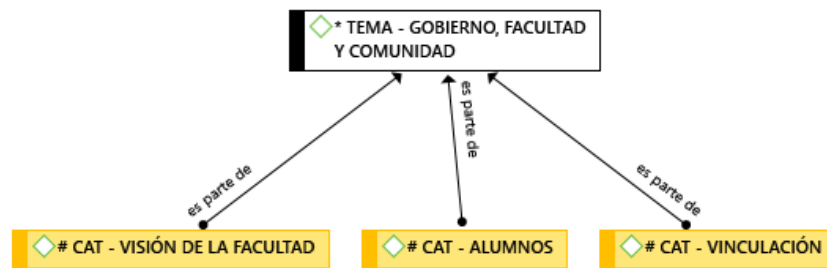 * TEMA - GOBIERNO, FACULTAD
Y COMUNIDAD
es parte de
es parte de
es parte de
# CAT - VISIÓN DE LA FACULTAD
# CAT - ALUMNOS
# CAT - VINCULACIÓN